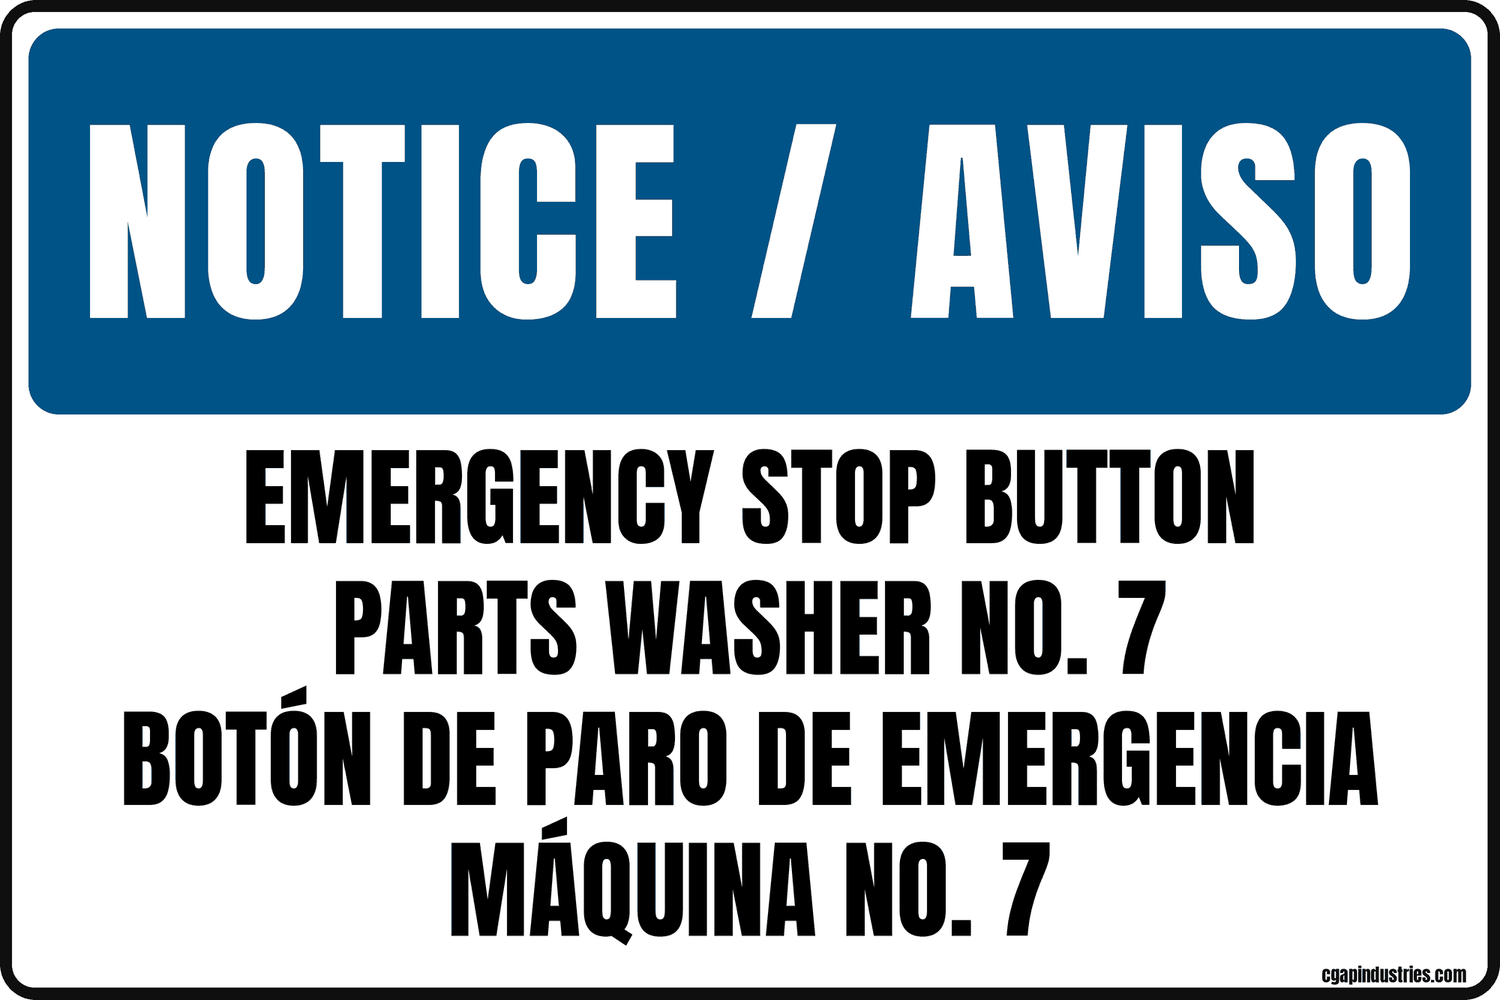 NOTICE / AVISO
EMERGENCY STOP BUTTON
PARTS WASHER NO. 7
BOTÓN DE PARO DE EMERGENCIA
MÁQUINA NO. 7
cgapindustries.com